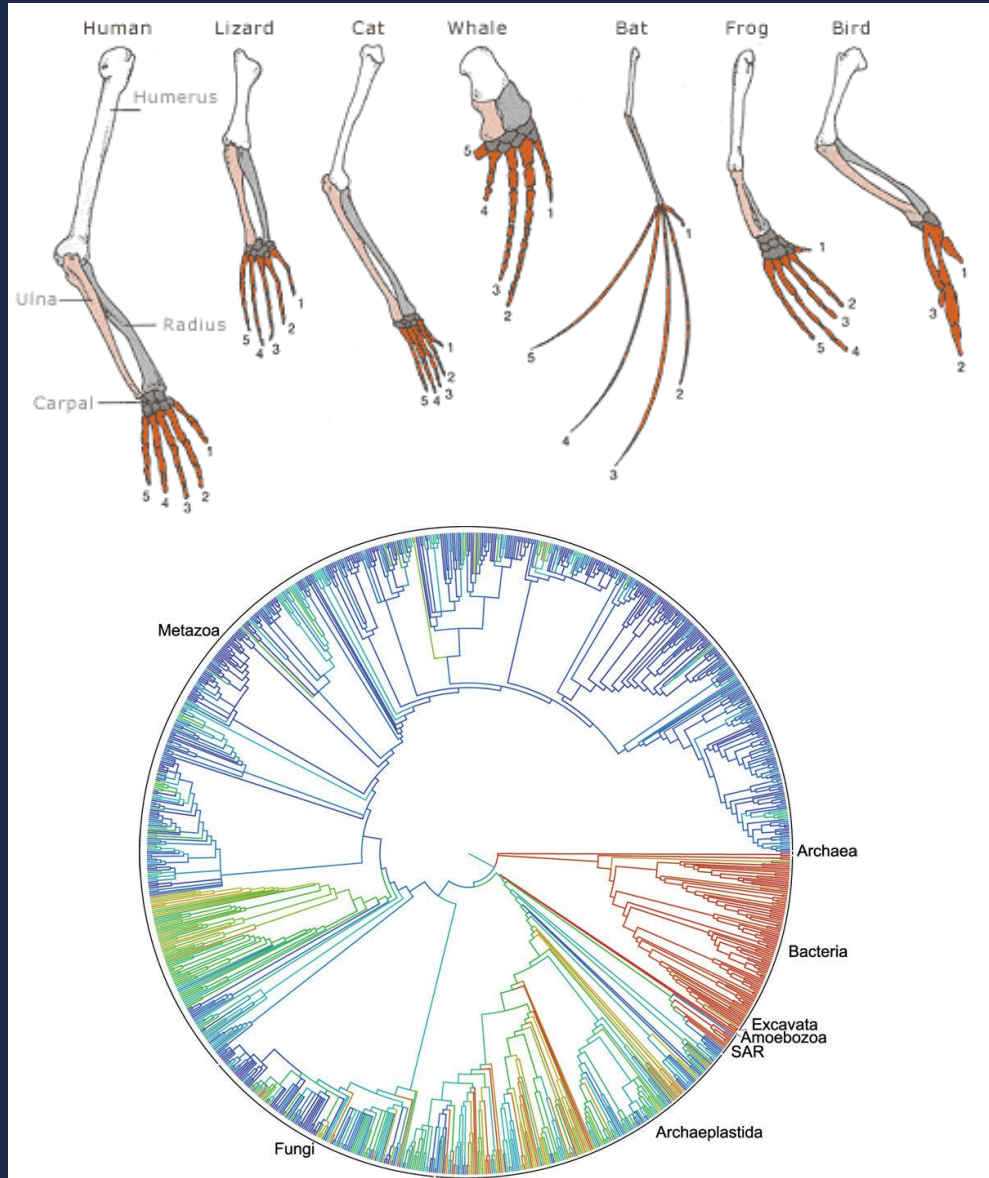 Human Lizard Cat Whale Bat Frog Bird
Humerus
Ulna
Radius
Carpal
5 4 3 2 1
5 4 3 2 1
5 4 3 2 1
5 4 3 2 1
5 4 3 2 1
5 4 3 2 1
3 2 1
Metazoa
Archaea
Bacteria
Excavata
Amoebozoa
SAR
Archaeplastida
Fungi